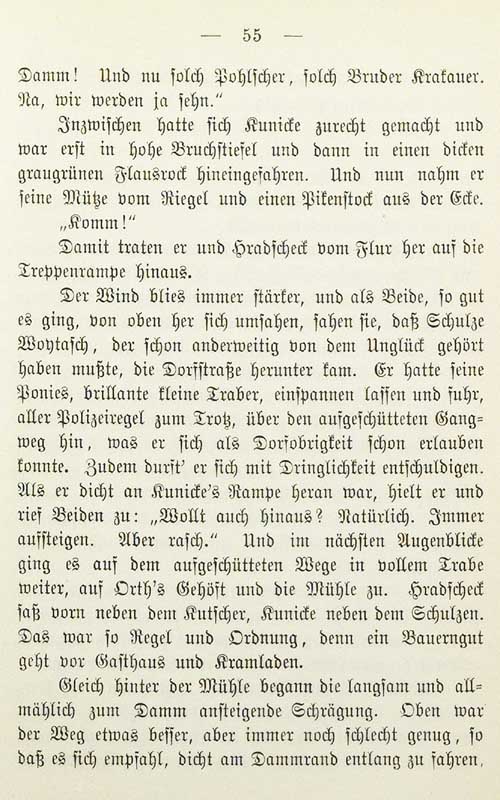 — 55 —
Damm! Und nu solch Pohlscher, solch Bruder Krakauer.
Na, wir werden ja sehn.“
Inzwischen hatte sich Kunicke zurecht gemacht und
war erst in hohe Bruchstiefel und dann in einen dicken
graugrünen Flausrock hineingefahren. Und nun nahm er
seine Mütze vom Riegel und einen Pikenstock aus der Ecke.
„Komm!“
Damit traten er und Hradscheck vom Flur her auf die
Treppenrampe hinaus.
Der Wind blies immer stärker, und als Beide, so gut
es ging, von oben her sich umsahen, sahen sie, daß Schulze
Woytasch, der schon anderweitig von dem Unglück gehört
haben mußte, die Dorfstraße herunter kam. Er hatte seine
Ponies, brillante kleine Traber, einspannen lassen und fuhr,
aller Polizeiregel zum Trotz, über den aufgeschütteten Gang-
weg hin, was er sich als Dorfobrigkeit schon erlauben
konnte. Zudem durft’ er sich mit Dringlichkeit entschuldigen.
Als er dicht an Kunicke’s Rampe heran war, hielt er und
rief Beiden zu: „Wollt auch hinaus? Natürlich. Immer
aufsteigen. Aber rasch.“ Und im nächsten Augenblicke
ging es auf dem aufgeschütteten Wege in vollem Trabe
weiter, auf Orth’s Gehöft und die Mühle zu. Hradscheck
saß vorn neben dem Kutscher, Kunicke neben dem Schulzen.
Das war so Regel und Ordnung, denn ein Bauerngut
geht vor Gasthaus und Kramladen.
Gleich hinter der Mühle begann die langsam und all-
mählich zum Damm ansteigende Schrägung. Oben war
der Weg etwas besser, aber immer noch schlecht genug, so
daß es sich empfahl, dicht am Dammrand entlang zu fahren,